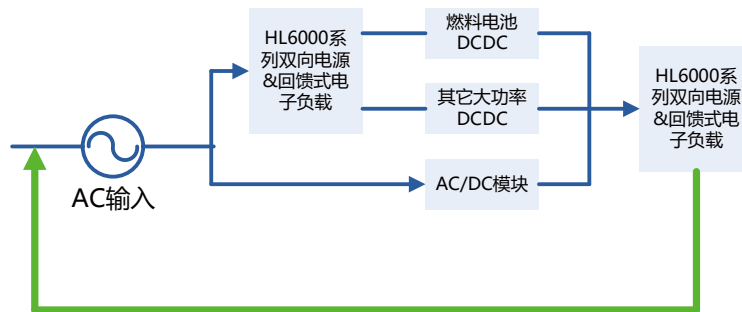 HL6000系
列双向电源
&回馈式电
子负载
燃料电池
DCDC
其它大功率
DCDC
AC/DC模块
HL6000系
列双向电源
&回馈式电
子负载
AC输入